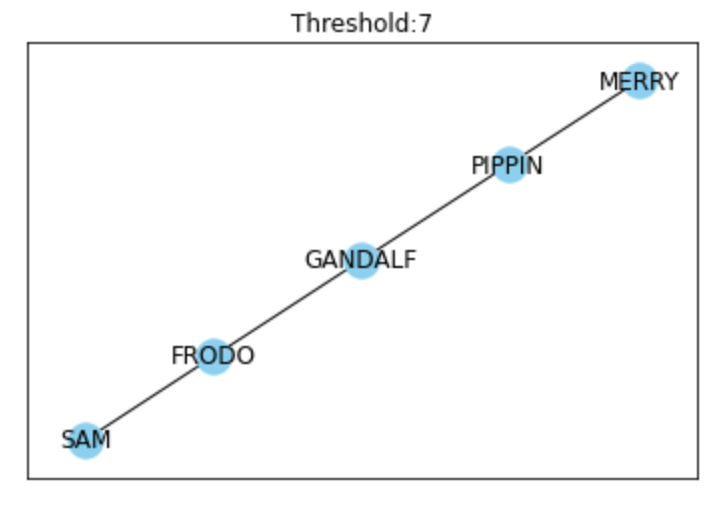 Threshold:7
MERRY
PIPPIN
GANDALF
FRODO
SAM